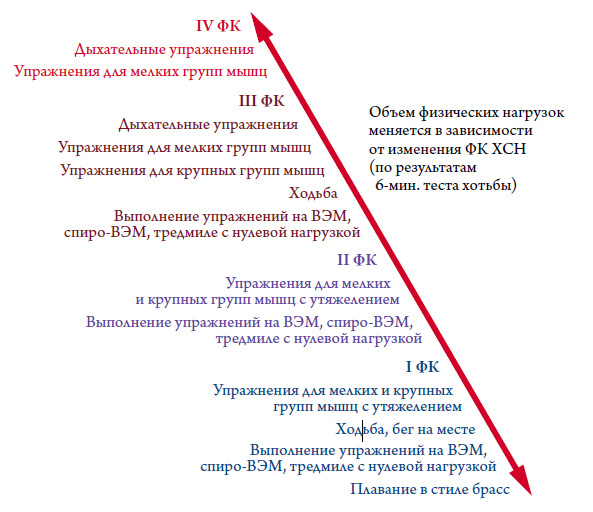 IV ФК
Дыхательные упражнения
Упражнения для мелких групп мышц
III ФК
Дыхательные упражнения
Упражнения для мелких групп мышц
Упражнения для крупных групп мышц
Ходьба
Выполнение упражнений на ВЭМ,
спиро-ВЭМ, тредмиле с нулевой нагрузкой
Объем физических нагрузок
меняется в зависимости
от изменения ФК ХСН
(по результатам
6-мин. теста хотьбы)
II ФК
Упражнения для мелких
и крупных групп мышц с утяжелением
Выполнение упражнений на ВЭМ, спиро-ВЭМ,
тредмиле с нулевой нагрузкой
I ФК
Упражнения для мелких и крупных
групп мышц с утяжелением
Ходьба, бег на месте
Выполнение упражнений на ВЭМ,
спиро-ВЭМ, тредмиле с нулевой нагрузкой
Плавание в стиле брасс